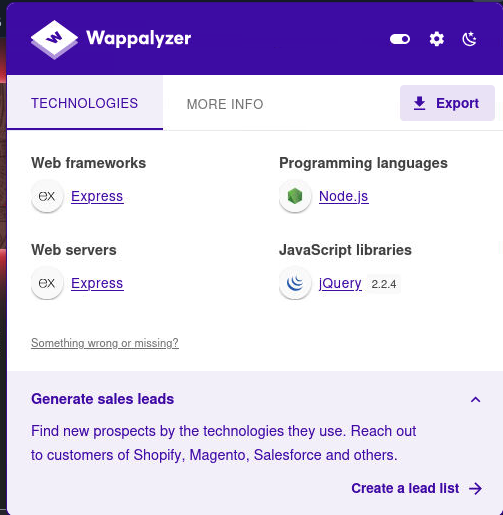 Wappalyzer
TECHNOLOGIES
MORE INFO
Export
Web frameworks
ex Express
Programming languages
Node.js
Web servers
ex Express
JavaScript libraries
jQuery 2.2.4
Something wrong or missing?
Generate sales leads
Find new prospects by the technologies they use. Reach out
to customers of Shopify, Magento, Salesforce and others.
Create a lead list